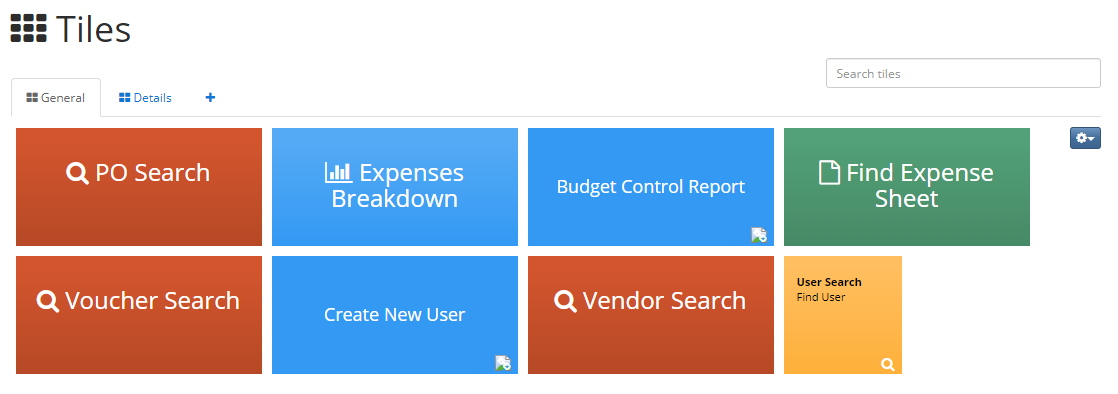 Tiles
Search tiles
General
Details
+
PO Search
Expenses
Breakdown
Budget Control Report
Find Expense
Sheet
Voucher Search
Create New User
Vendor Search
User Search
Find User